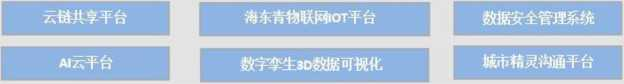 云链共享平台
海东青物联网IOT平台
数据安全管理系统
AI云平台
数字孪生3D数据可视化
城市精灵沟通平台